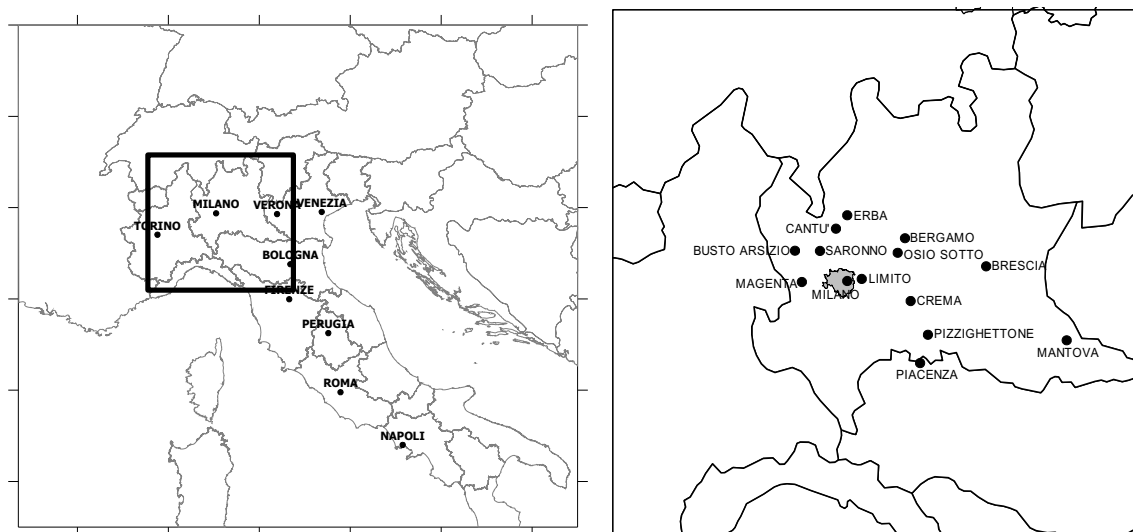 MILANO
VERONA
VENEZIA
TORINO
BOLOGNA
FIRENZE
PERUGIA
ROMA
NAPOLI
ERBA
CANTU'
BERGAMO
BUSTO ARSIZIO
SARONNO
OSIO SOTTO
BRESCIA
MAGENTA
LIMITO
MILANO
CREMA
PIZZIGHETTONE
MANTOVA
PIACENZA